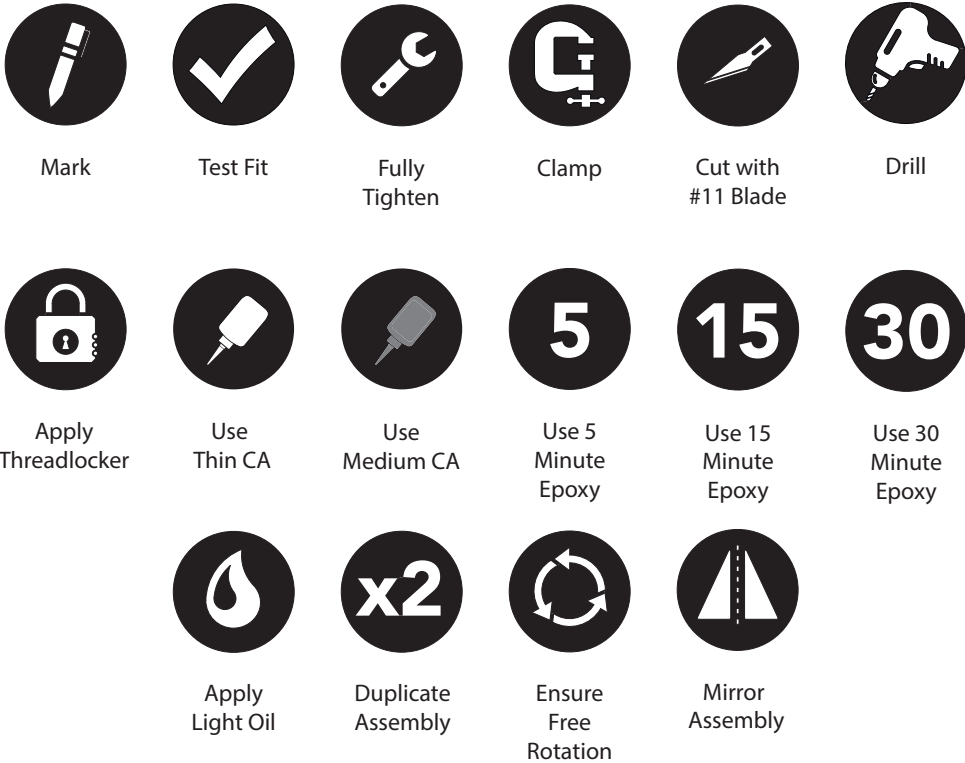 Mark
Test Fit
Fully
Tighten
Clamp
Cut with
#11 Blade
Drill
5
15
30
Apply
Threadlocker
Use
Thin CA
Use
Medium CA
Use 5
Minute
Epoxy
Use 15
Minute
Epoxy
Use 30
Minute
Epoxy
x2
Apply
Light Oil
Duplicate
Assembly
Ensure
Free
Rotation
Mirror
Assembly